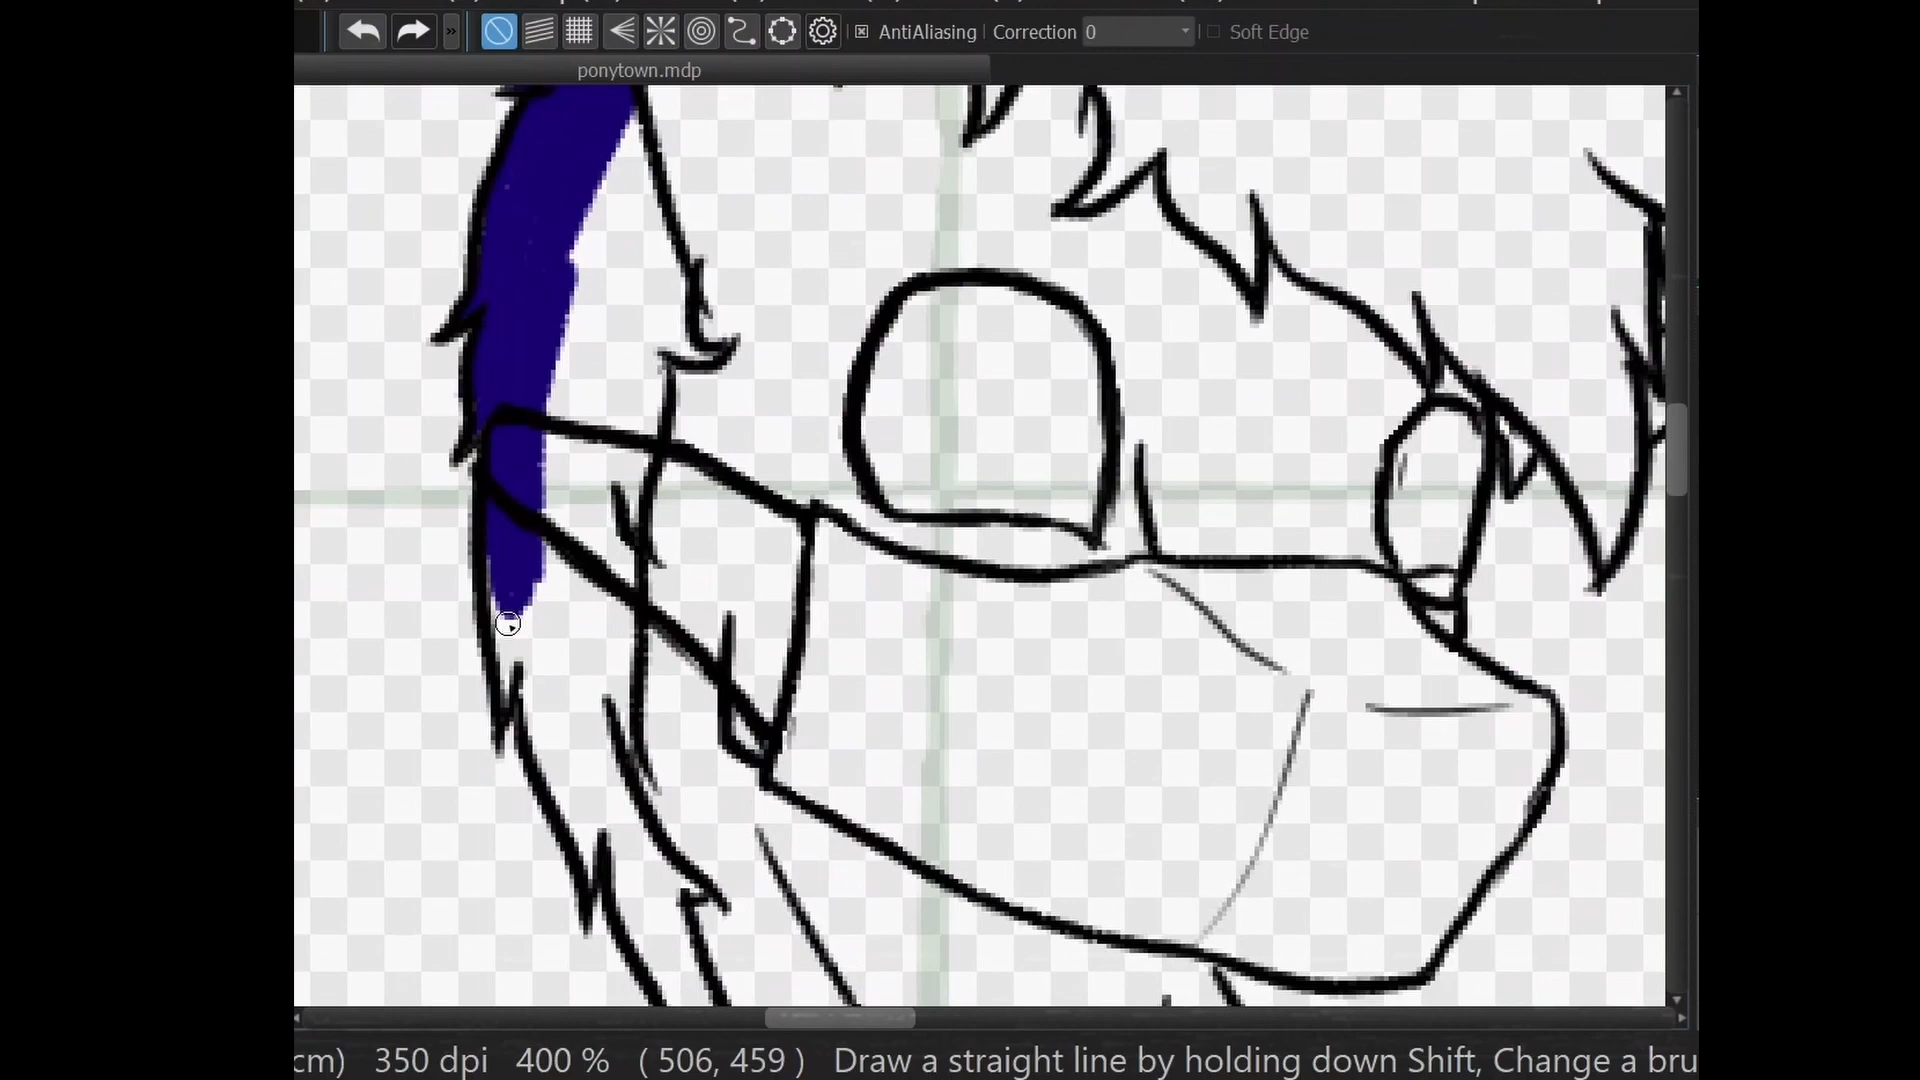 » AntiAliasing Correction 0 Soft Edge
ponytown.mdp
cm) 350 dpi 400 % ( 506, 459 ) Draw a straight line by holding down Shift, Change a bru